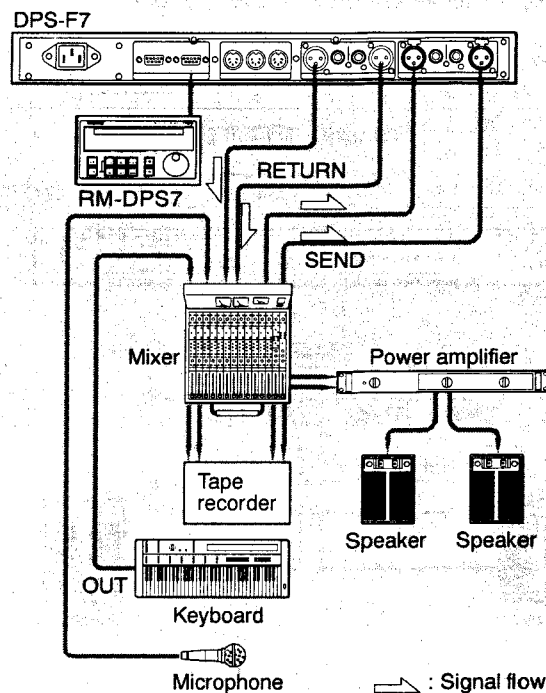 DPS-F7
RETURN
RM-DPS7
SEND
Mixer
Power amplifier
Tape
recorder
Speaker
Speaker
OUT
Keyboard
Microphone
: Signal flow